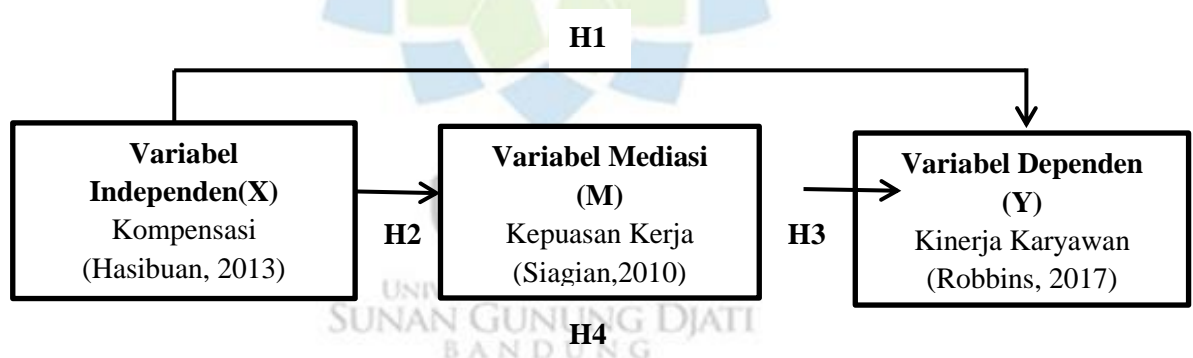 H1
Variabel
Independen(X)
Kompensasi
(Hasibuan, 2013)
H2
Variabel Mediasi
(M)
Kepuasan Kerja
(Siagian,2010)
H3
Variabel Dependen
(Y)
Kinerja Karyawan
(Robbins, 2017)
SUNAN GUNUNG DJATI
H4
BANDUNG